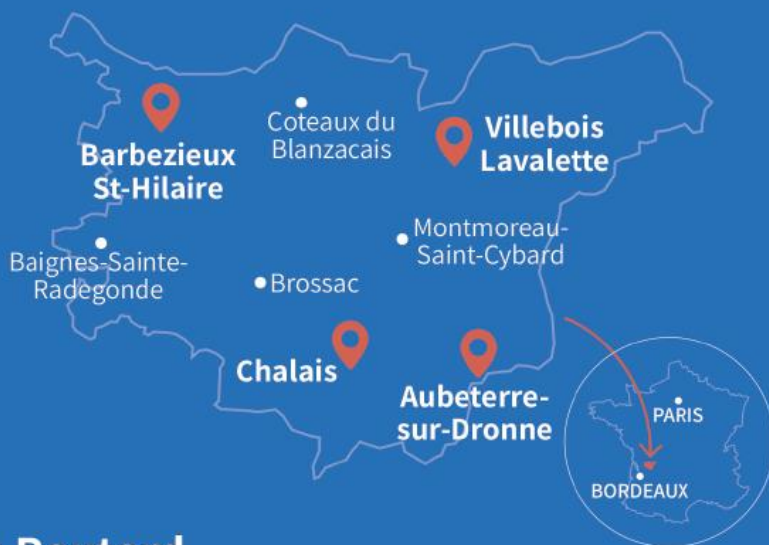 Coteaux du
Blanzacais
Villebois
Lavalette
Barbezieux
St-Hilaire
Montmoreau-
Saint-Cybard
Baignes-Sainte-
Radegonde
Brossac
Chalais
Aubeterre-
sur-Dronne
PARIS
BORDEAUX